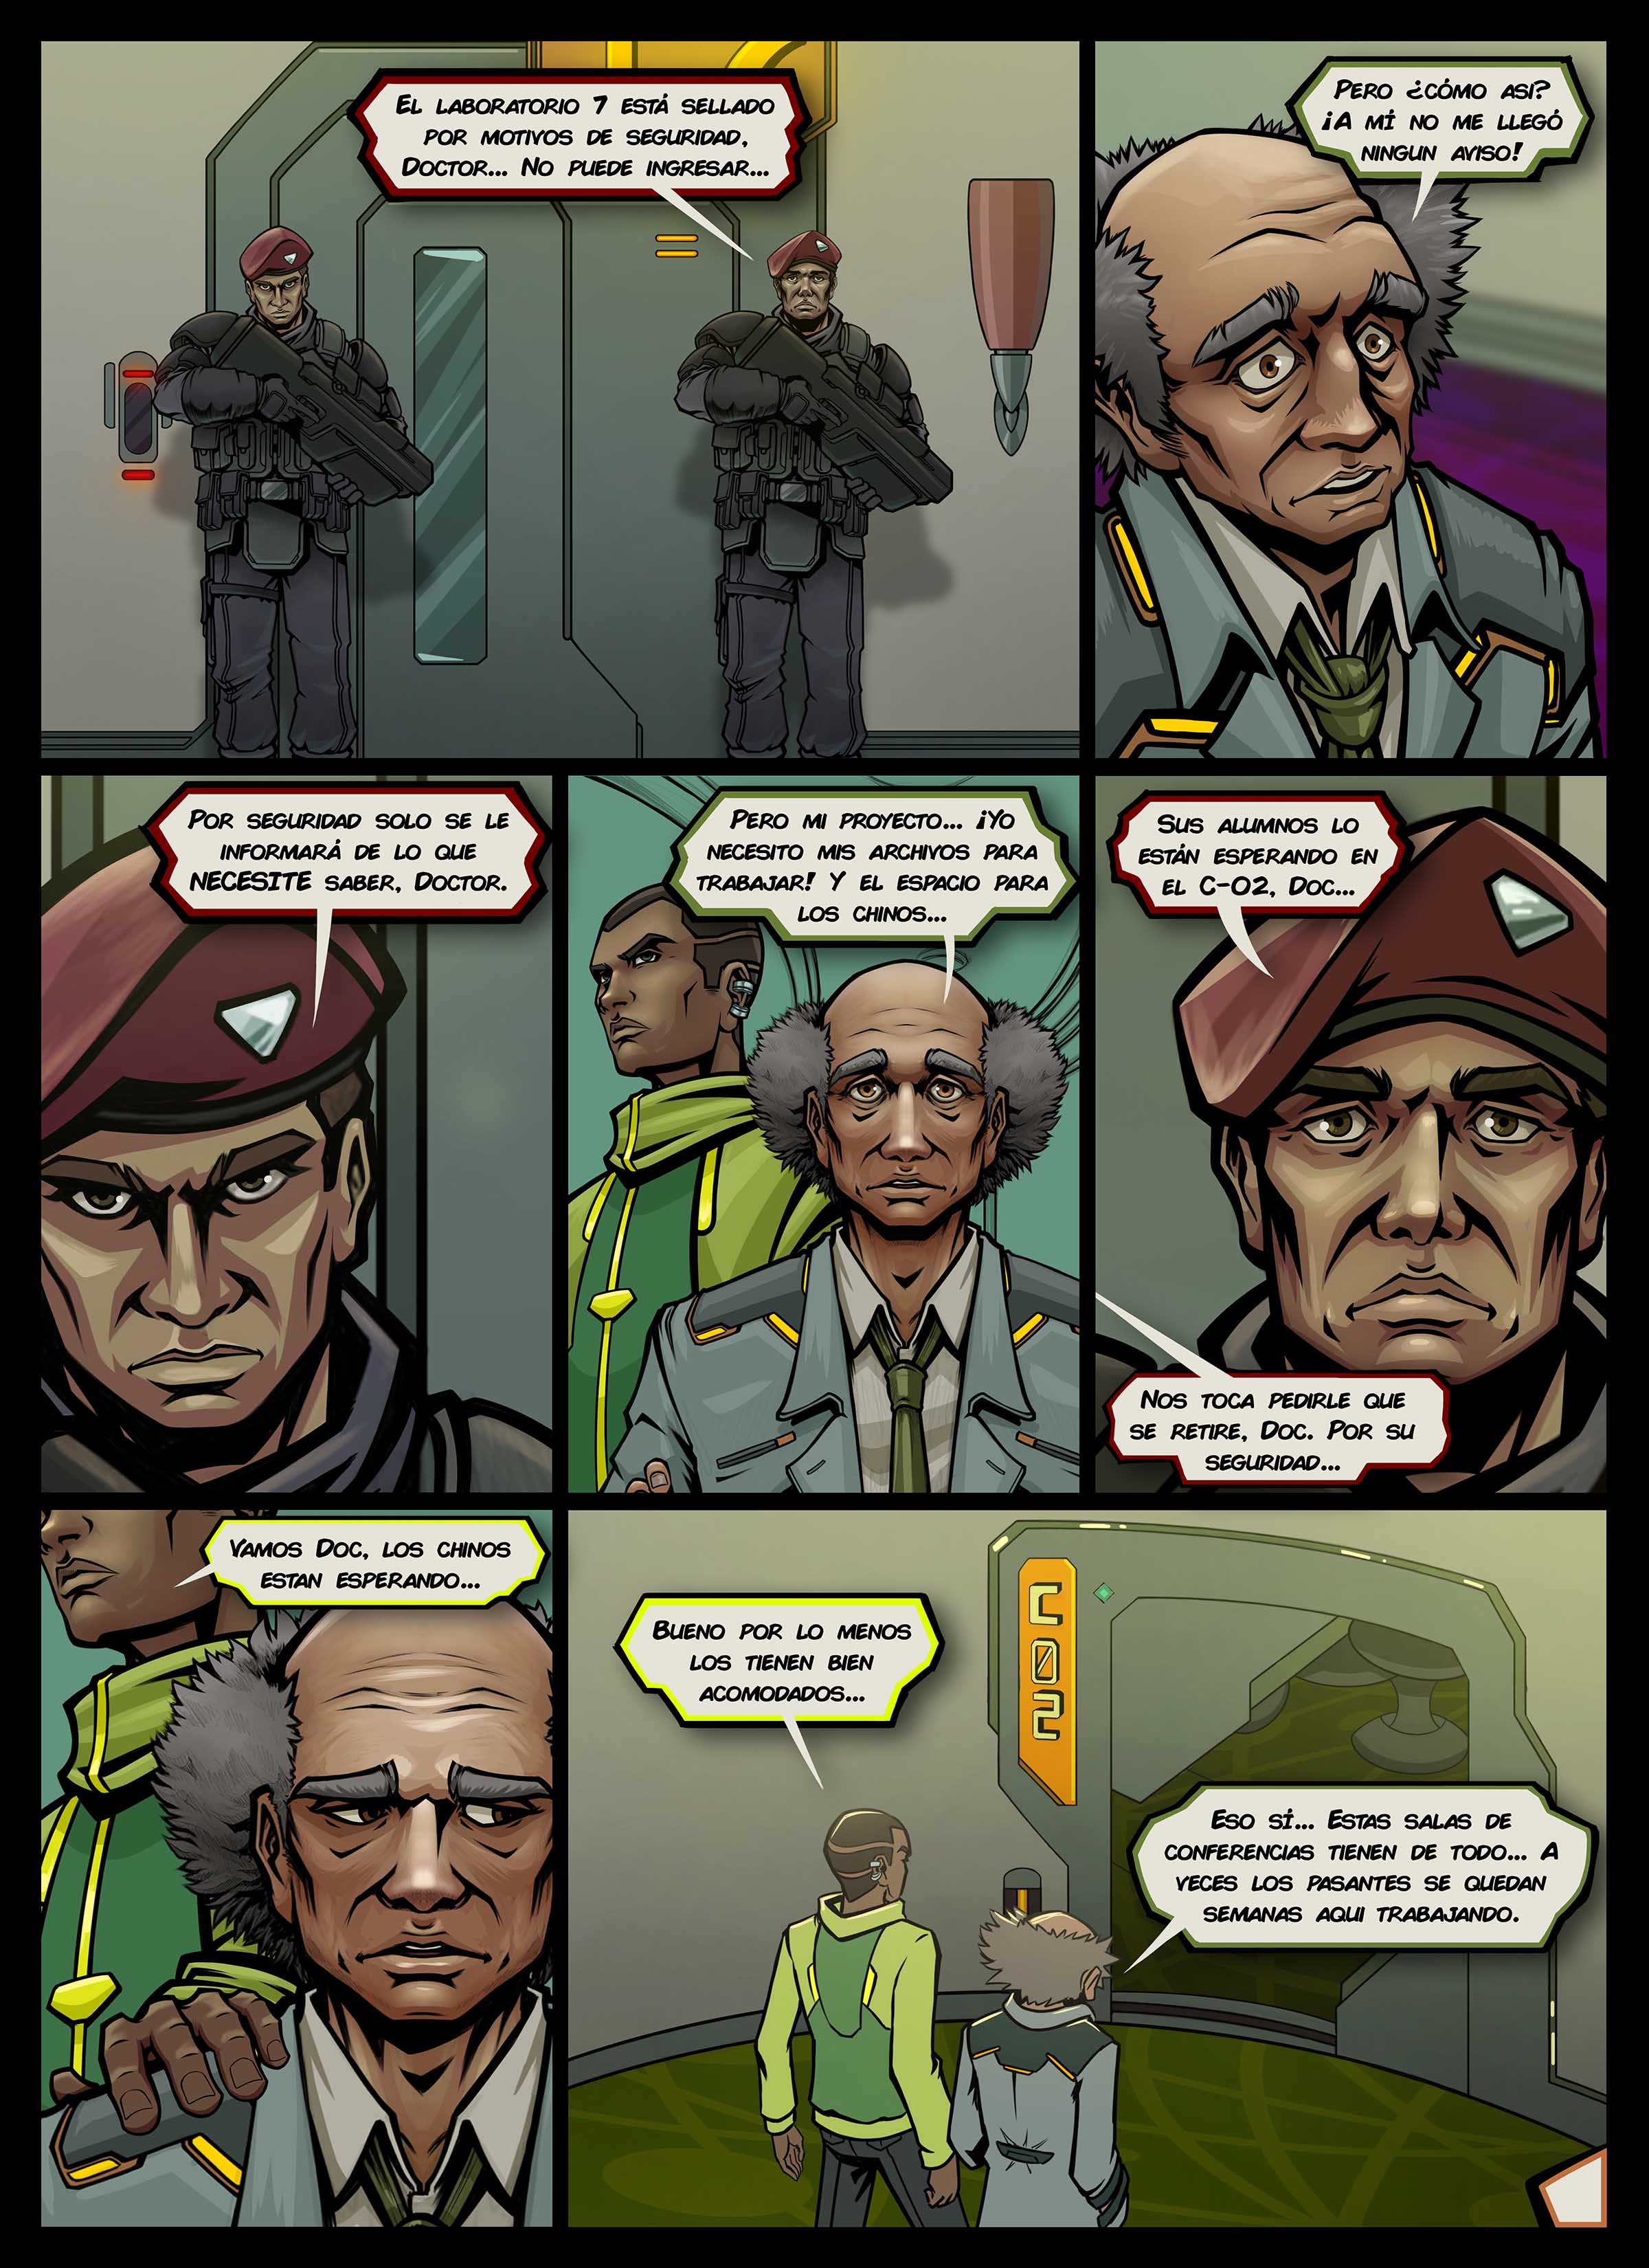 EL LABORATORIO 7 ESTÁ SELLADO
POR MOTIVOS DE SEGURIDAD,
DOCTOR... NO PUEDE INGRESAR...
PERO ¿CÓMO ASI?
¡A MÍ NO ME LLEGÓ
NINGUN AVISO!
POR SEGURIDAD SOLO SE LE
INFORMARÁ DE LO QUE
NECESITE SABER, DOCTOR.
PERO MI PROYECTO... ¡YO
NECESITO MIS ARCHIVOS PARA
TRABAJAR! Y EL ESPACIO PARA
LOS CHINOS...
SUS ALUMNOS LO
ESTÁN ESPERANDO EN
EL C-02, DOC...
NOS TOCA PEDIRLE QUE
SE RETIRE, DOC. POR SU
SEGURIDAD...
VAMOS DOC, LOS CHINOS
ESTAN ESPERANDO...
BUENO POR LO MENOS
LOS TIENEN BIEN
ACOMODADOS...
C02
ESO SÍ... ESTAS SALAS DE
CONFERENCIAS TIENEN DE TODO... A
VECES LOS PASANTES SE QUEDAN
SEMANAS AQUI TRABAJANDO.